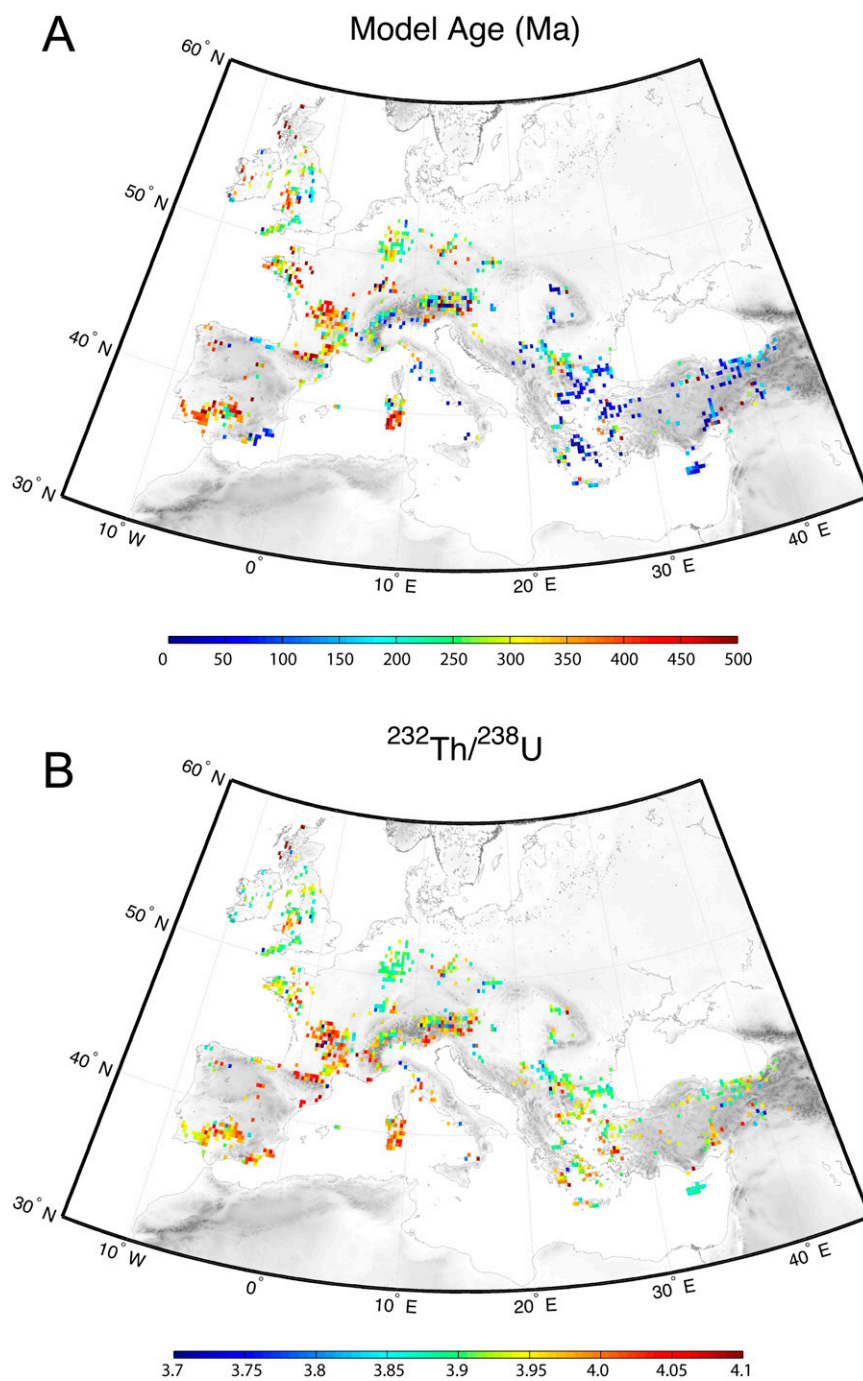 A
Model Age (Ma)
60° N
50° N
40° N
30° N
10° W
0°
10° E
20° E
30° E
40° E
0 50 100 150 200 250 300 350 400 450 500
²³²Th/²³⁸U
B
60° N
50° N
40° N
30° N
10° W
0°
10° E
20° E
30° E
40° E
3.7 3.75 3.8 3.85 3.9 3.95 4.0 4.05 4.1